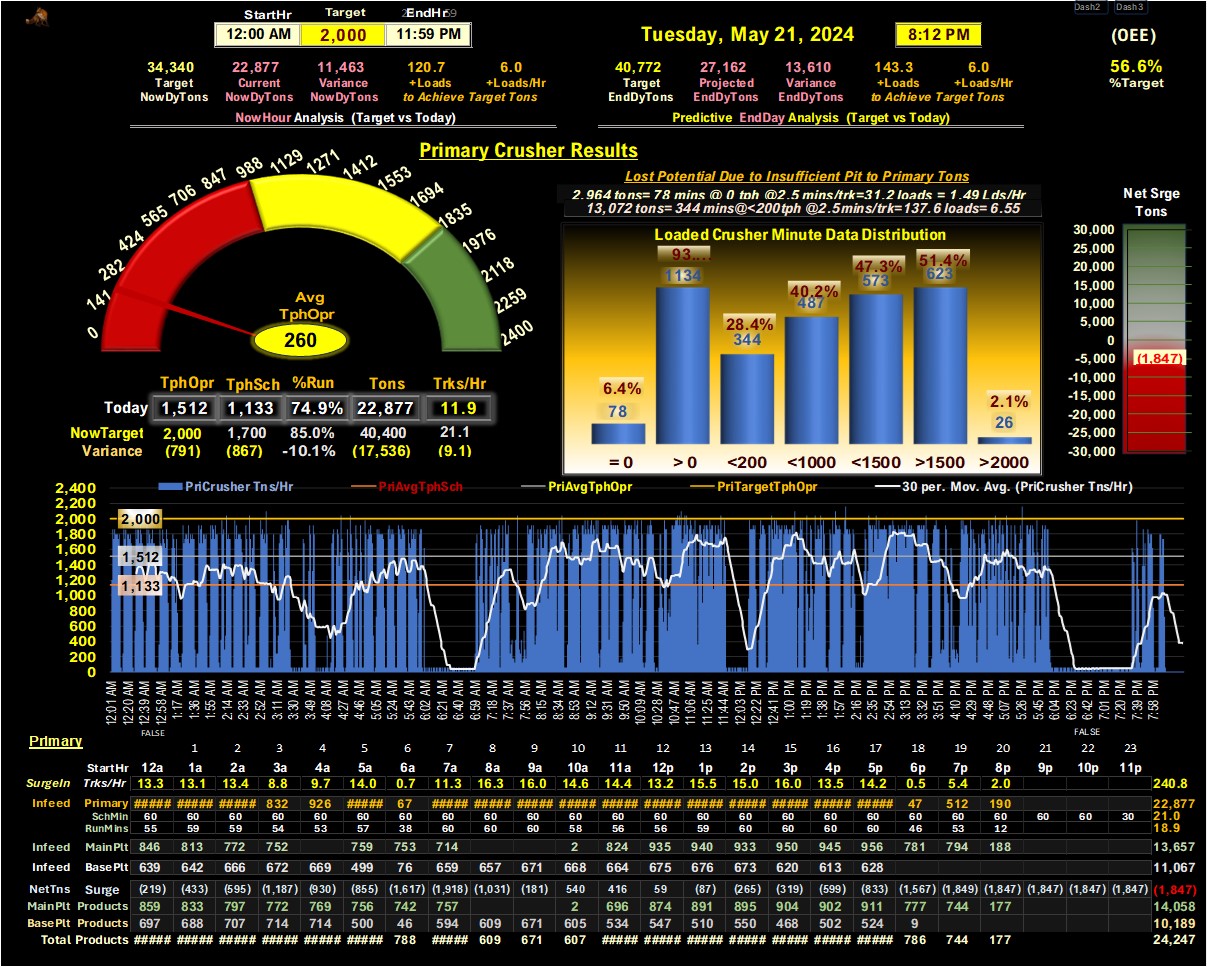 Dash2 Dash3
StartHr Target EndHr
12:00 AM 2,000 11:59 PM
Tuesday, May 21, 2024 8:12 PM (OEE)
34,340 22,877 11,463 120.7 6.0 40,772 27,162 13,610 143.3 6.0 56.6%
Target Current Variance +Loads +Loads/Hr Target Projected Variance +Loads +Loads/Hr %Target
NowDyTons NowDyTons NowDyTons to Achieve Target Tons EndDyTons EndDyTons EndDyTons to Achieve Target Tons
NowHour Analysis (Target vs Today) Predictive EndDay Analysis (Target vs Today)
Primary Crusher Results
Lost Potential Due to Insufficient Pit to Primary Tons
2,964 tons= 78 mins @ 0 tph @2.5 mins/trk=31.2 loads = 1.49 Lds/Hr
13,072 tons= 344 mins@<200tph @2.5mins/trk=137.6 loads= 6.55
0 141 282 424 565 706 847 988 1129 1271 1412 1553 1694 1835 1976 2118 2259 2400
Avg
TphOpr
260
Loaded Crusher Minute Data Distribution
6.4% 93.... 28.4% 40.2% 47.3% 51.4% 2.1%
78 1134 344 487 573 623 26
= 0 > 0 <200 <1000 <1500 >1500 >2000
Net Srge
Tons
30,000
25,000
20,000
15,000
10,000
5,000
0
-5,000 (1,847)
-10,000
-15,000
-20,000
-25,000
-30,000
TphOpr TphSch %Run Tons Trks/Hr
Today 1,512 1,133 74.9% 22,877 11.9
NowTarget 2,000 1,700 85.0% 40,400 21.1
Variance (791) (867) -10.1% (17,536) (9.1)
PriCrusher Tns/Hr PriAvgTphSch PriAvgTphOpr PriTargetTphOpr 30 per. Mov. Avg. (PriCrusher Tns/Hr)
2,400
2,200
2,000 2,000
1,800
1,600 1,512
1,400
1,200 1,133
1,000
800
600
400
200
0
12:01 AM 12:20 AM 12:39 AM 12:58 AM 1:17 AM 1:36 AM 1:55 AM 2:14 AM 2:33 AM 2:52 AM 3:11 AM 3:30 AM 3:49 AM 4:08 AM 4:27 AM 4:46 AM 5:05 AM 5:24 AM 5:43 AM 6:02 AM 6:21 AM 6:40 AM 6:59 AM 7:18 AM 7:37 AM 7:56 AM 8:15 AM 8:34 AM 8:53 AM 9:12 AM 9:31 AM 9:50 AM 10:09 AM 10:28 AM 10:47 AM 11:06 AM 11:25 AM 11:44 AM 12:03 PM 12:22 PM 12:41 PM 1:00 PM 1:19 PM 1:38 PM 1:57 PM 2:16 PM 2:35 PM 2:54 PM 3:13 PM 3:32 PM 3:51 PM 4:10 PM 4:29 PM 4:48 PM 5:07 PM 5:26 PM 5:45 PM 6:04 PM 6:23 PM 6:42 PM 7:01 PM 7:20 PM 7:39 PM 7:58 PM
FALSE FALSE
Primary 1 2 3 4 5 6 7 8 9 10 11 12 13 14 15 16 17 18 19 20 21 22 23
StartHr 12a 1a 2a 3a 4a 5a 6a 7a 8a 9a 10a 11a 12p 1p 2p 3p 4p 5p 6p 7p 8p 9p 10p 11p
SurgeIn Trks/Hr 13.3 13.1 13.4 8.8 9.7 14.0 0.7 11.3 16.3 16.0 14.6 14.4 13.2 15.5 14.0 16.0 13.5 14.2 0.5 5.4 2.0 240.8
Infeed Primary ##### ##### ##### 832 926 ##### 67 ##### ##### ##### ##### ##### ##### ##### ##### ##### ##### ##### 47 512 190 22,877
SchMin 60 60 60 60 60 60 60 60 60 60 60 60 60 60 60 60 60 60 60 60 60 60 60 30 21.0
RunMins 55 59 59 54 53 57 38 60 60 60 58 56 56 59 60 60 60 60 46 53 12 18.9
Infeed MainPlt 846 813 772 752 759 753 714 2 824 935 940 933 950 945 956 781 794 188 13,657
Infeed BasePlt 639 642 666 672 669 499 76 659 657 671 668 664 675 676 673 620 613 628 11,067
NetTns Surge (219) (433) (595) (1,187) (930) (855) (1,617) (1,918) (1,031) (181) 540 416 59 (87) (265) (319) (599) (833) (1,567) (1,849) (1,847) (1,847) (1,847) (1,847) (1,847)
MainPlt Products 859 833 797 772 769 756 742 757 2 696 874 891 895 904 902 911 777 744 177 14,058
BasePlt Products 697 688 707 714 714 500 46 594 609 671 605 534 547 510 550 468 502 524 9 10,189
Total Products ##### ##### ##### ##### ##### ##### 788 ##### 609 671 607 ##### ##### ##### ##### ##### ##### ##### 786 744 177 24,247